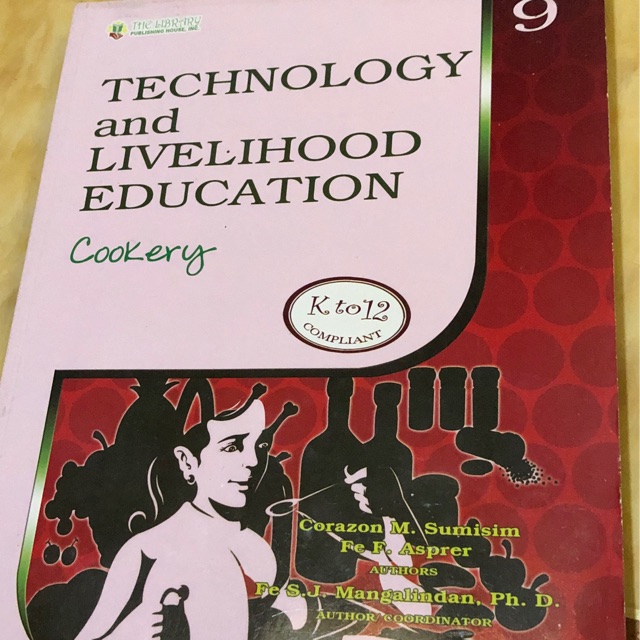 THE LIBRARY
PUBLISHING HOUSE, INC.
9
TECHNOLOGY
and
LIVELIHOOD
EDUCATION
Cookery
K to 12
COMPLIANT
Corazon M. Sumisim
Fe F. Asprer
AUTHORS
Fe S.J. Mangalindan, Ph. D.
AUTHOR/COORDINATOR